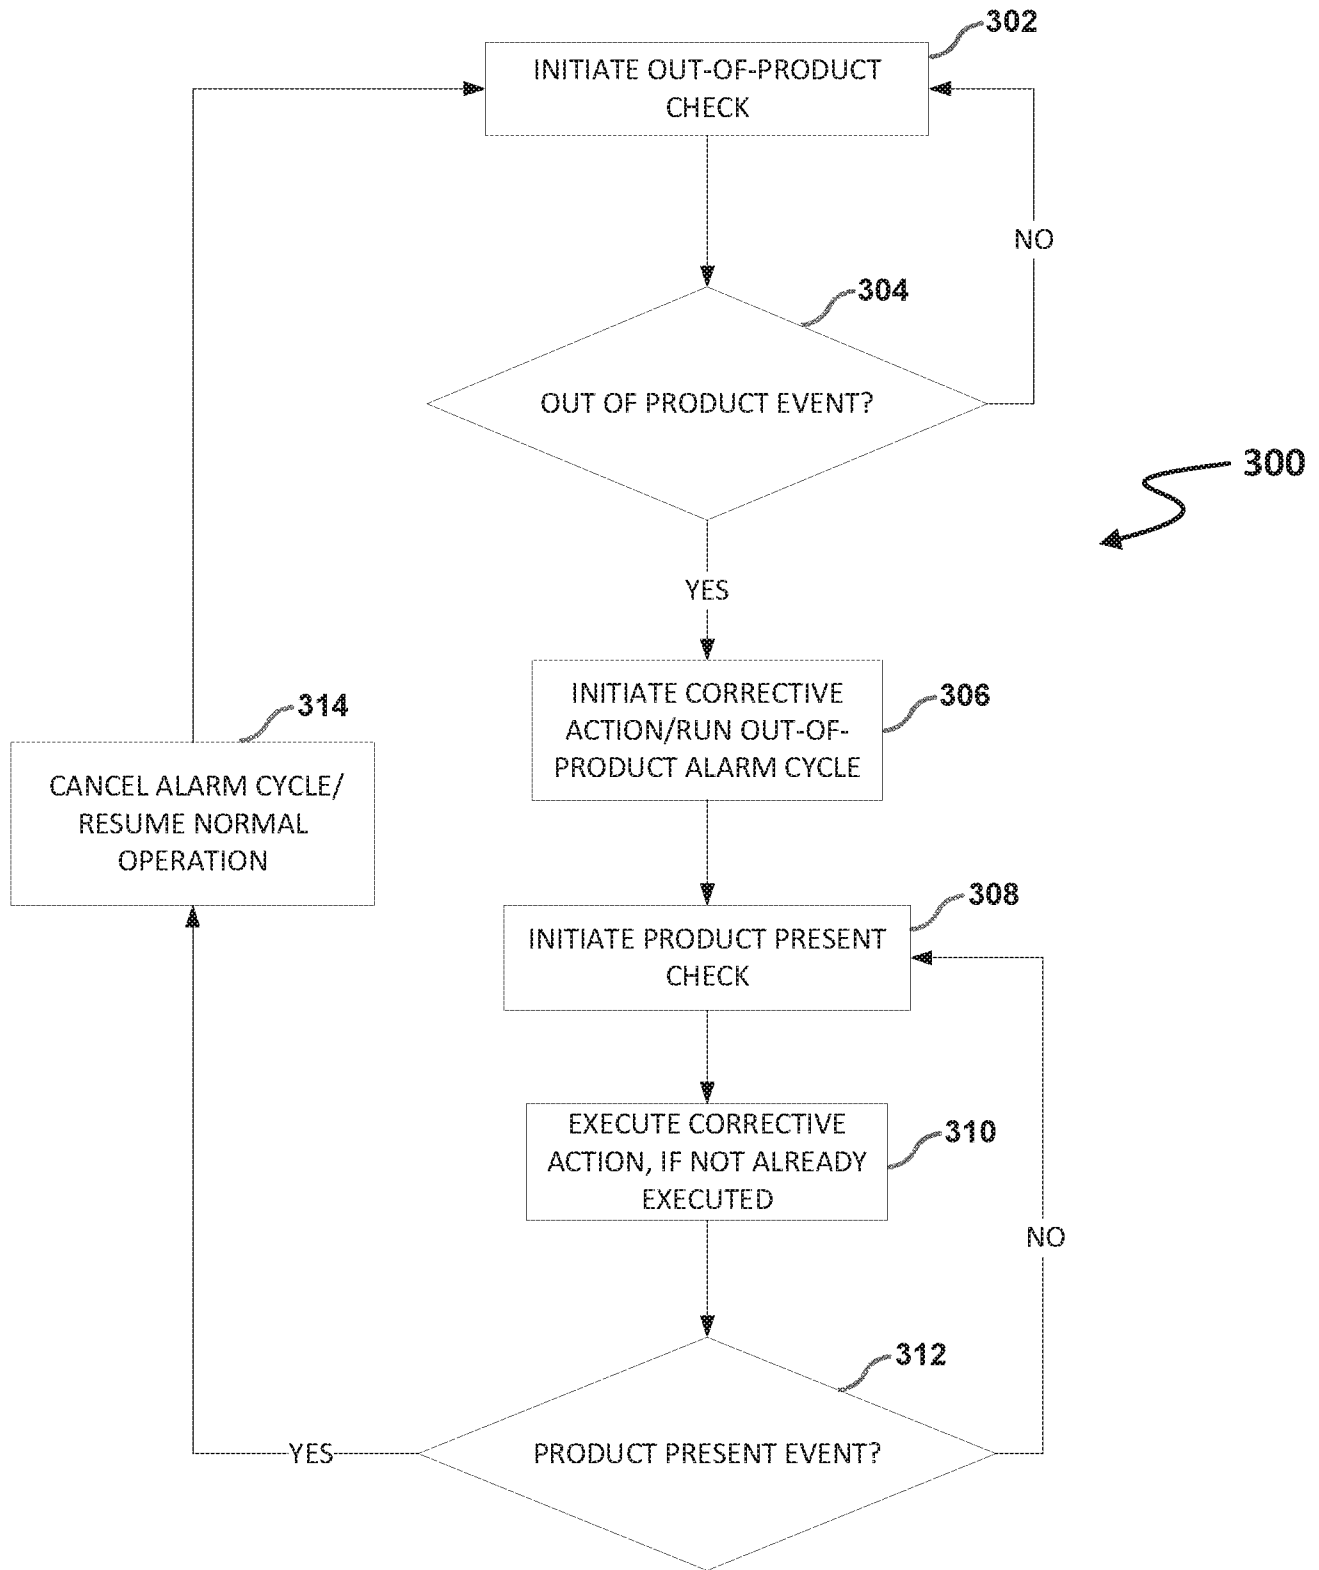 302
INITIATE OUT-OF-PRODUCT
CHECK
NO
304
OUT OF PRODUCT EVENT?
300
YES
306
INITIATE CORRECTIVE
ACTION/RUN OUT-OF-
PRODUCT ALARM CYCLE
314
CANCEL ALARM CYCLE/
RESUME NORMAL
OPERATION
308
INITIATE PRODUCT PRESENT
CHECK
310
EXECUTE CORRECTIVE
ACTION, IF NOT ALREADY
EXECUTED
NO
312
YES
PRODUCT PRESENT EVENT?